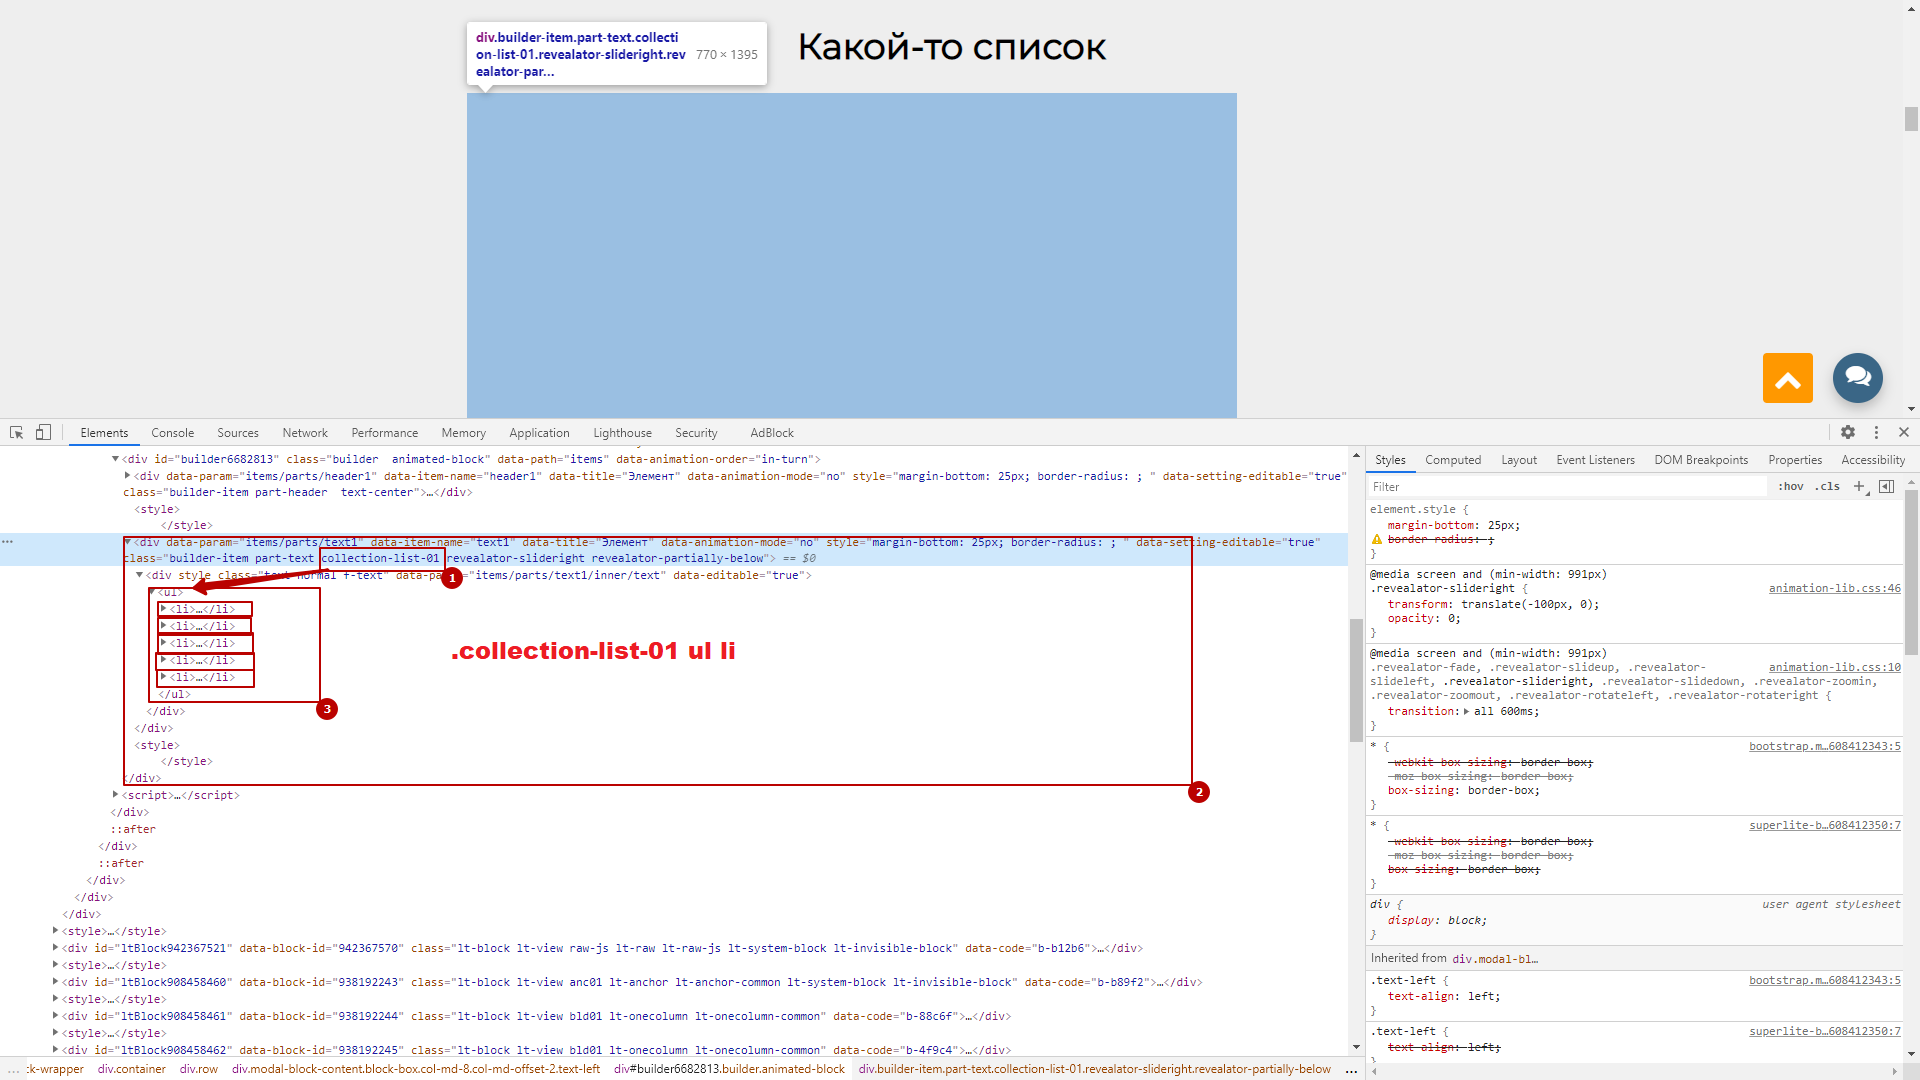 div.builder-item.part-text.collecti
on-list-01.revealator-slideright.rev 770 × 1395
ealator-par...
Какой-то список
Elements Console Sources Network Performance Memory Application Lighthouse Security AdBlock
<div id="builder6682813" class="builder animated-block" data-path="items" data-animation-order="in-turn">
<div data-param="items/parts/header1" data-item-name="header1" data-title="Элемент" data-animation-mode="no" style="margin-bottom: 25px; border-radius: ; " data-setting-editable="true"
class="builder-item part-header text-center">…</div>
<style>
</style>
<div data-param="items/parts/text1" data-item-name="text1" data-title="Элемент" data-animation-mode="no" style="margin-bottom: 25px; border-radius: ; " data-setting-editable="true"
class="builder-item part-text collection-list-01 revealator-slideright revealator-partially-below"> == $0
1
<div style class="text-normal f-text" data-pa "items/parts/text1/inner/text" data-editable="true">
<ul>
<li>…</li>
<li>…</li>
<li>…</li>
<li>…</li>
<li>…</li>
</ul>
.collection-list-01 ul li
3
</div>
</div>
<style>
</style>
</div>
2
<script>…</script>
</div>
::after
</div>
::after
</div>
</div>
</div>
<style>…</style>
<div id="ltBlock942367521" data-block-id="942367570" class="lt-block lt-view raw-js lt-raw lt-raw-js lt-system-block lt-invisible-block" data-code="b-b12b6">…</div>
<style>…</style>
<div id="ltBlock908458460" data-block-id="938192243" class="lt-block lt-view anc01 lt-anchor lt-anchor-common lt-system-block lt-invisible-block" data-code="b-b89f2">…</div>
<style>…</style>
<div id="ltBlock908458461" data-block-id="938192244" class="lt-block lt-view bld01 lt-onecolumn lt-onecolumn-common" data-code="b-88c6f">…</div>
<style>…</style>
<div id="ltBlock908458462" data-block-id="938192245" class="lt-block lt-view bld01 lt-onecolumn lt-onecolumn-common" data-code="b-4f9c4">…</div>
... :k-wrapper div.container div.row div.modal-block-content.block-box.col-md-8.col-md-offset-2.text-left div#builder6682813.builder.animated-block div.builder-item.part-text.collection-list-01.revealator-slideright.revealator-partially-below ...
Styles Computed Layout Event Listeners DOM Breakpoints Properties Accessibility
Filter :hov .cls +
element.style {
margin-bottom: 25px;
border-radius: ;
}
@media screen and (min-width: 991px)
.revealator-slideright { animation-lib.css:46
transform: translate(-100px, 0);
opacity: 0;
}
@media screen and (min-width: 991px)
.revealator-fade, .revealator-slideup, .revealator- animation-lib.css:10
slideleft, .revealator-slideright, .revealator-slidedown, .revealator-zoomin,
.revealator-zoomout, .revealator-rotateleft, .revealator-rotateright {
transition: all 600ms;
}
* { bootstrap.m…608412343:5
-webkit-box-sizing: border-box;
-moz-box-sizing: border-box;
box-sizing: border-box;
}
* { superlite-b…608412350:7
-webkit-box-sizing: border-box;
-moz-box-sizing: border-box;
box-sizing: border-box;
}
div { user agent stylesheet
display: block;
}
Inherited from div.modal-bl…
.text-left { bootstrap.m…608412343:5
text-align: left;
}
.text-left { superlite-b…608412350:7
text-align: left;
}